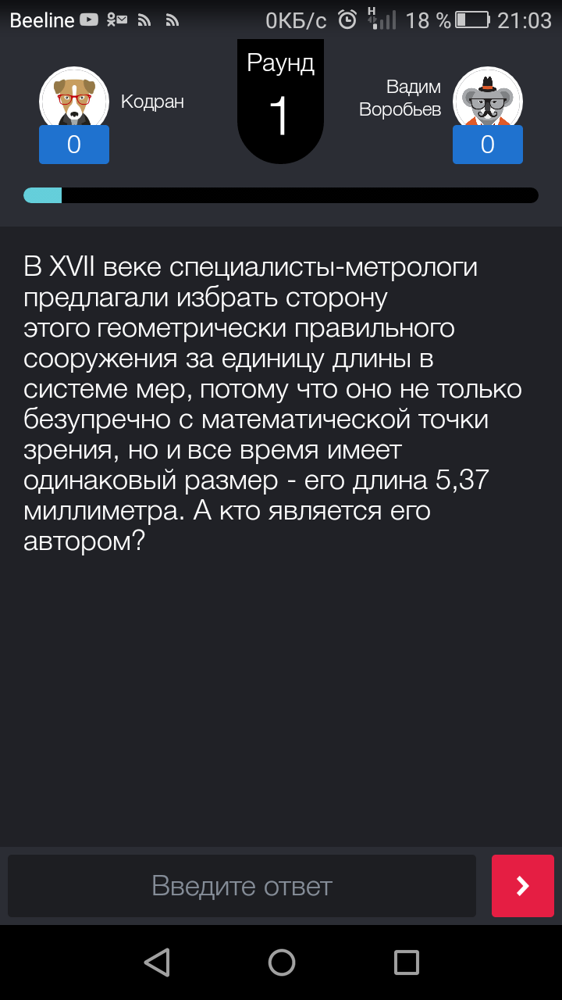 Beeline 0КБ/с H 18 % 21:03
Раунд
1
Кодран
0
Вадим
Воробьев
0
В XVII веке специалисты-метрологи
предлагали избрать сторону
этого геометрически правильного
сооружения за единицу длины в
системе мер, потому что оно не только
безупречно с математической точки
зрения, но и все время имеет
одинаковый размер - его длина 5,37
миллиметра. А кто является его
автором?
Введите ответ